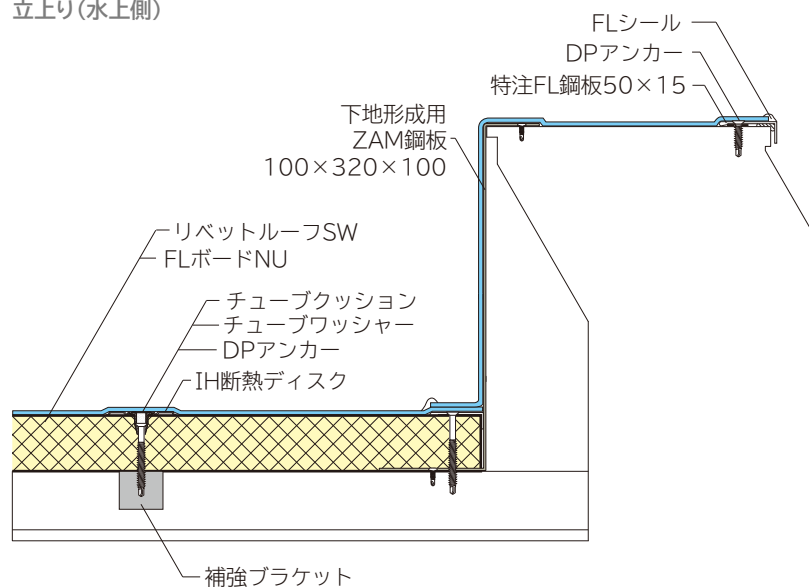 立上り(水上側)
FLシール
DPアンカー
特注FL鋼板50×15
下地形成用
ZAM鋼板
100×320×100
リベットルーフSW
FLボードNU
チューブクッション
チューブワッシャー
DPアンカー
IH断熱ディスク
補強ブラケット